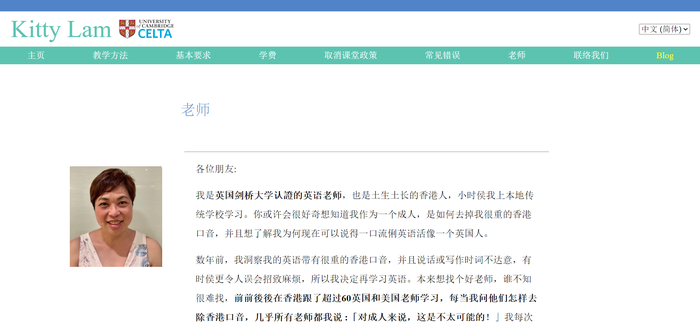 Kitty Lam UNIVERSITY OF CAMBRIDGE CELTA
中文 (简体)
主页 教学方法 基本要求 学费 取消课堂政策 常见错误 老师 联络我们 Blog
老师
各位朋友:
我是英国剑桥大学认證的英语老师，也是土生土长的香港人，小时侯我上本地传
统学校学习。你或许会很好奇想知道我作为一个成人，是如何去掉我很重的香港
口音，并且想了解我为何现在可以说得一口流俐英语活像一个英国人。
数年前，我洞察我的英语带有很重的香港口音，并且说话或写作时词不达意，有
时侯更令人误会招致麻烦，所以我决定再学习英语。本来想找个好老师，谁不知
很难找，前前後後在香港跟了超过60英国和美国老师学习，每当我问他们怎样去
除香港口音，几乎所有老师都我说：「对成人来说，这是不太可能的！」我每次